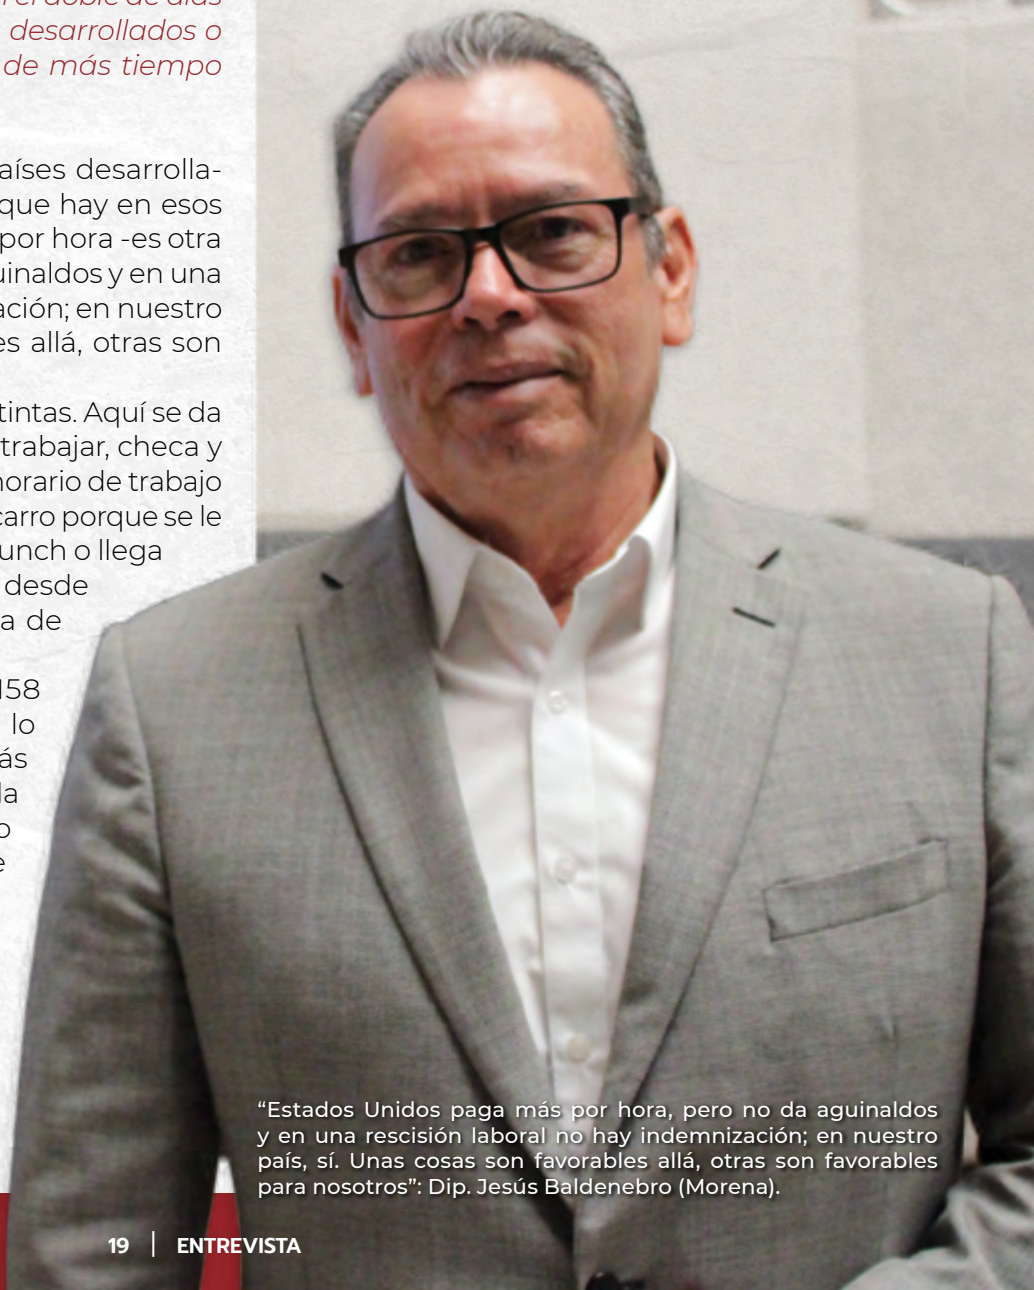 el doble de días
desarrollados o
de más tiempo
aíses desarrolla-
que hay en esos
por hora -es otra
uinaldos y en una
ación; en nuestro
es allá, otras son
tintas. Aquí se da
trabajar, checa y
horario de trabajo
carro porque se le
unch o llega
desde
a de
158
lo
ás
la
o
e
“Estados Unidos paga más por hora, pero no da aguinaldos
y en una rescisión laboral no hay indemnización; en nuestro
país, sí. Unas cosas son favorables allá, otras son favorables
para nosotros”: Dip. Jesús Baldenebro (Morena).
19 | ENTREVISTA